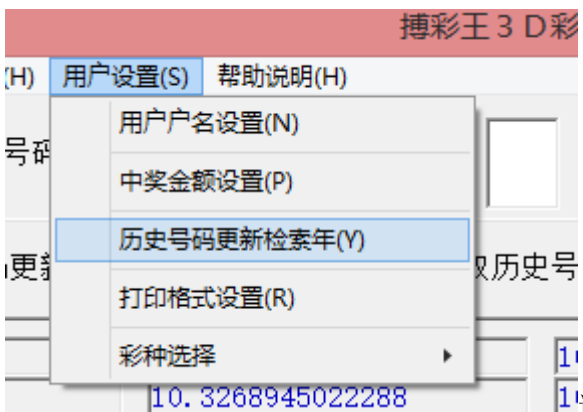 搏彩王３Ｄ彩
(H) 用户设置(S) 帮助说明(H)
用户户名设置(N)
号码
中奖金额设置(P)
历史号码更新检索年(Y)
更新
历史号
打印格式设置(R)
彩种选择
10.3268945022288